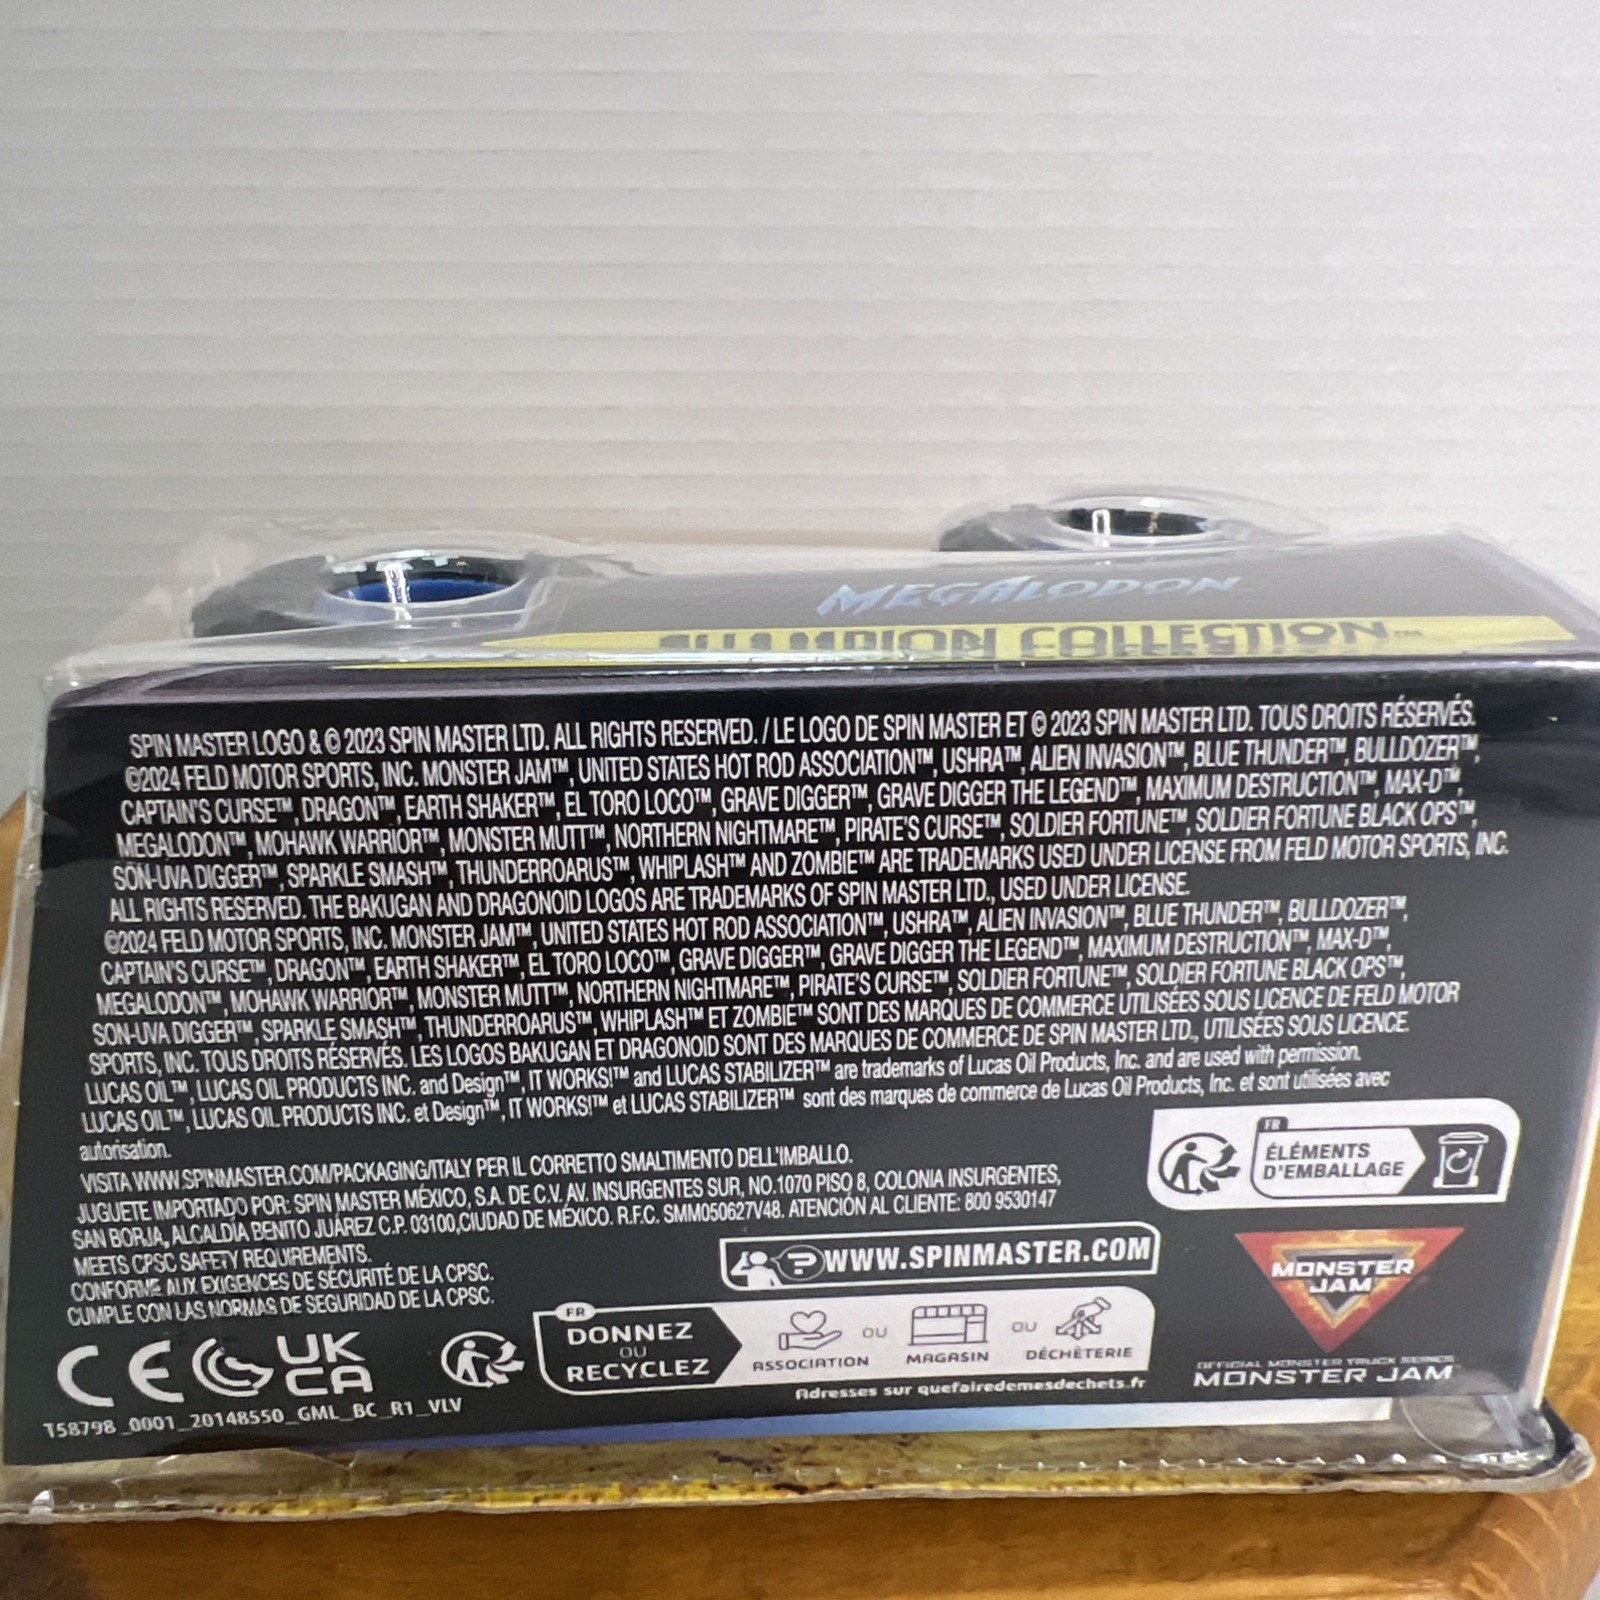 MEGALODON
CHAMPION COLLECTION™
SPIN MASTER LOGO & © 2023 SPIN MASTER LTD. ALL RIGHTS RESERVED. / LE LOGO DE SPIN MASTER ET © 2023 SPIN MASTER LTD. TOUS DROITS RÉSERVÉS.
©2024 FELD MOTOR SPORTS, INC. MONSTER JAM™, UNITED STATES HOT ROD ASSOCIATION™, USHRA™, ALIEN INVASION™, BLUE THUNDER™, BULLDOZER™,
CAPTAIN'S CURSE™, DRAGON™, EARTH SHAKER™, EL TORO LOCO™, GRAVE DIGGER™, GRAVE DIGGER THE LEGEND™, MAXIMUM DESTRUCTION™, MAX-D™,
MEGALODON™, MOHAWK WARRIOR™, MONSTER MUTT™, NORTHERN NIGHTMARE™, PIRATE'S CURSE™, SOLDIER FORTUNE™, SOLDIER FORTUNE BLACK OPS™,
SON-UVA DIGGER™, SPARKLE SMASH™, THUNDERROARUS™, WHIPLASH™ AND ZOMBIE™ ARE TRADEMARKS USED UNDER LICENSE FROM FELD MOTOR SPORTS, INC.
ALL RIGHTS RESERVED. THE BAKUGAN AND DRAGONOID LOGOS ARE TRADEMARKS OF SPIN MASTER LTD., USED UNDER LICENSE.
©2024 FELD MOTOR SPORTS, INC. MONSTER JAM™, UNITED STATES HOT ROD ASSOCIATION™, USHRA™, ALIEN INVASION™, BLUE THUNDER™, BULLDOZER™,
CAPTAIN'S CURSE™, DRAGON™, EARTH SHAKER™, EL TORO LOCO™, GRAVE DIGGER™, GRAVE DIGGER THE LEGEND™, MAXIMUM DESTRUCTION™, MAX-D™,
MEGALODON™, MOHAWK WARRIOR™, MONSTER MUTT™, NORTHERN NIGHTMARE™, PIRATE'S CURSE™, SOLDIER FORTUNE™, SOLDIER FORTUNE BLACK OPS™,
SON-UVA DIGGER™, SPARKLE SMASH™, THUNDERROARUS™, WHIPLASH™ ET ZOMBIE™ SONT DES MARQUES DE COMMERCE UTILISÉES SOUS LICENCE DE FELD MOTOR
SPORTS, INC. TOUS DROITS RÉSERVÉS. LES LOGOS BAKUGAN ET DRAGONOID SONT DES MARQUES DE COMMERCE DE SPIN MASTER LTD., UTILISÉES SOUS LICENCE.
LUCAS OIL™, LUCAS OIL PRODUCTS INC. and Design™, IT WORKS!™ and LUCAS STABILIZER™ are trademarks of Lucas Oil Products, Inc. and are used with permission.
LUCAS OIL™, LUCAS OIL PRODUCTS INC. et Design™, IT WORKS!™ et LUCAS STABILIZER™ sont des marques de commerce de Lucas Oil Products, Inc. et sont utilisées avec
autorisation.
VISITA WWW.SPINMASTER.COM/PACKAGING/ITALY PER IL CORRETTO SMALTIMENTO DELL'IMBALLO.
JUGUETE IMPORTADO POR: SPIN MASTER MÉXICO, S.A. DE C.V. AV. INSURGENTES SUR, NO.1070 PISO 8, COLONIA INSURGENTES,
SAN BORJA, ALCALDÍA BENITO JUÁREZ C.P. 03100,CIUDAD DE MÉXICO. R.F.C. SMM050627V48. ATENCIÓN AL CLIENTE: 800 9530147
MEETS CPSC SAFETY REQUIREMENTS.
CONFORME AUX EXIGENCES DE SÉCURITÉ DE LA CPSC.
CUMPLE CON LAS NORMAS DE SEGURIDAD DE LA CPSC.
FR
ÉLÉMENTS
D'EMBALLAGE
? WWW.SPINMASTER.COM
CE UK
CA
FR
DONNEZ
OU
RECYCLEZ
ASSOCIATION OU MAGASIN OU DÉCHÈTERIE
Adresses sur quefairedemesdechets.fr
T58798_0001_20148550_GML_BC_R1_VLV
MONSTER
JAM
OFFICIAL MONSTER TRUCK SERIES
MONSTER JAM